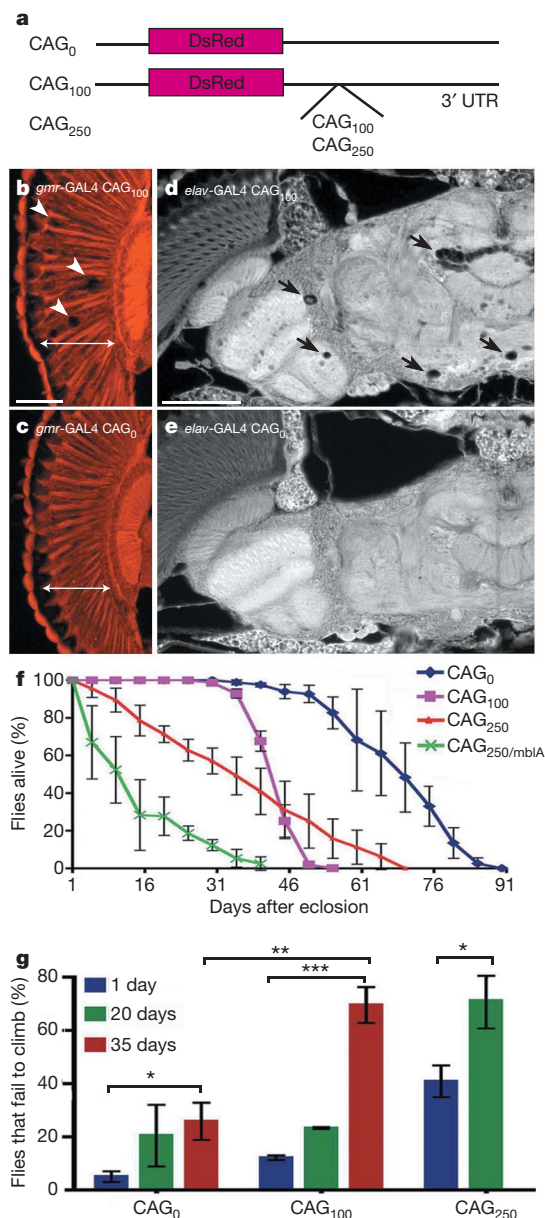 a
CAG0 DsRed
CAG100 DsRed
3′ UTR
CAG250 CAG100
CAG250
b gmr-GAL4 CAG100
d elav-GAL4 CAG100
c gmr-GAL4 CAG0
e elav-GAL4 CAG0
f
CAG0
CAG100
CAG250
CAG250/mblA
Flies alive (%)
100
80
60
40
20
0
1 16 31 46 61 76 91
Days after eclosion
g
** 
* *** *
1 day
20 days
35 days
Flies that fail to climb (%)
80
60
40
20
0
CAG0 CAG100 CAG250